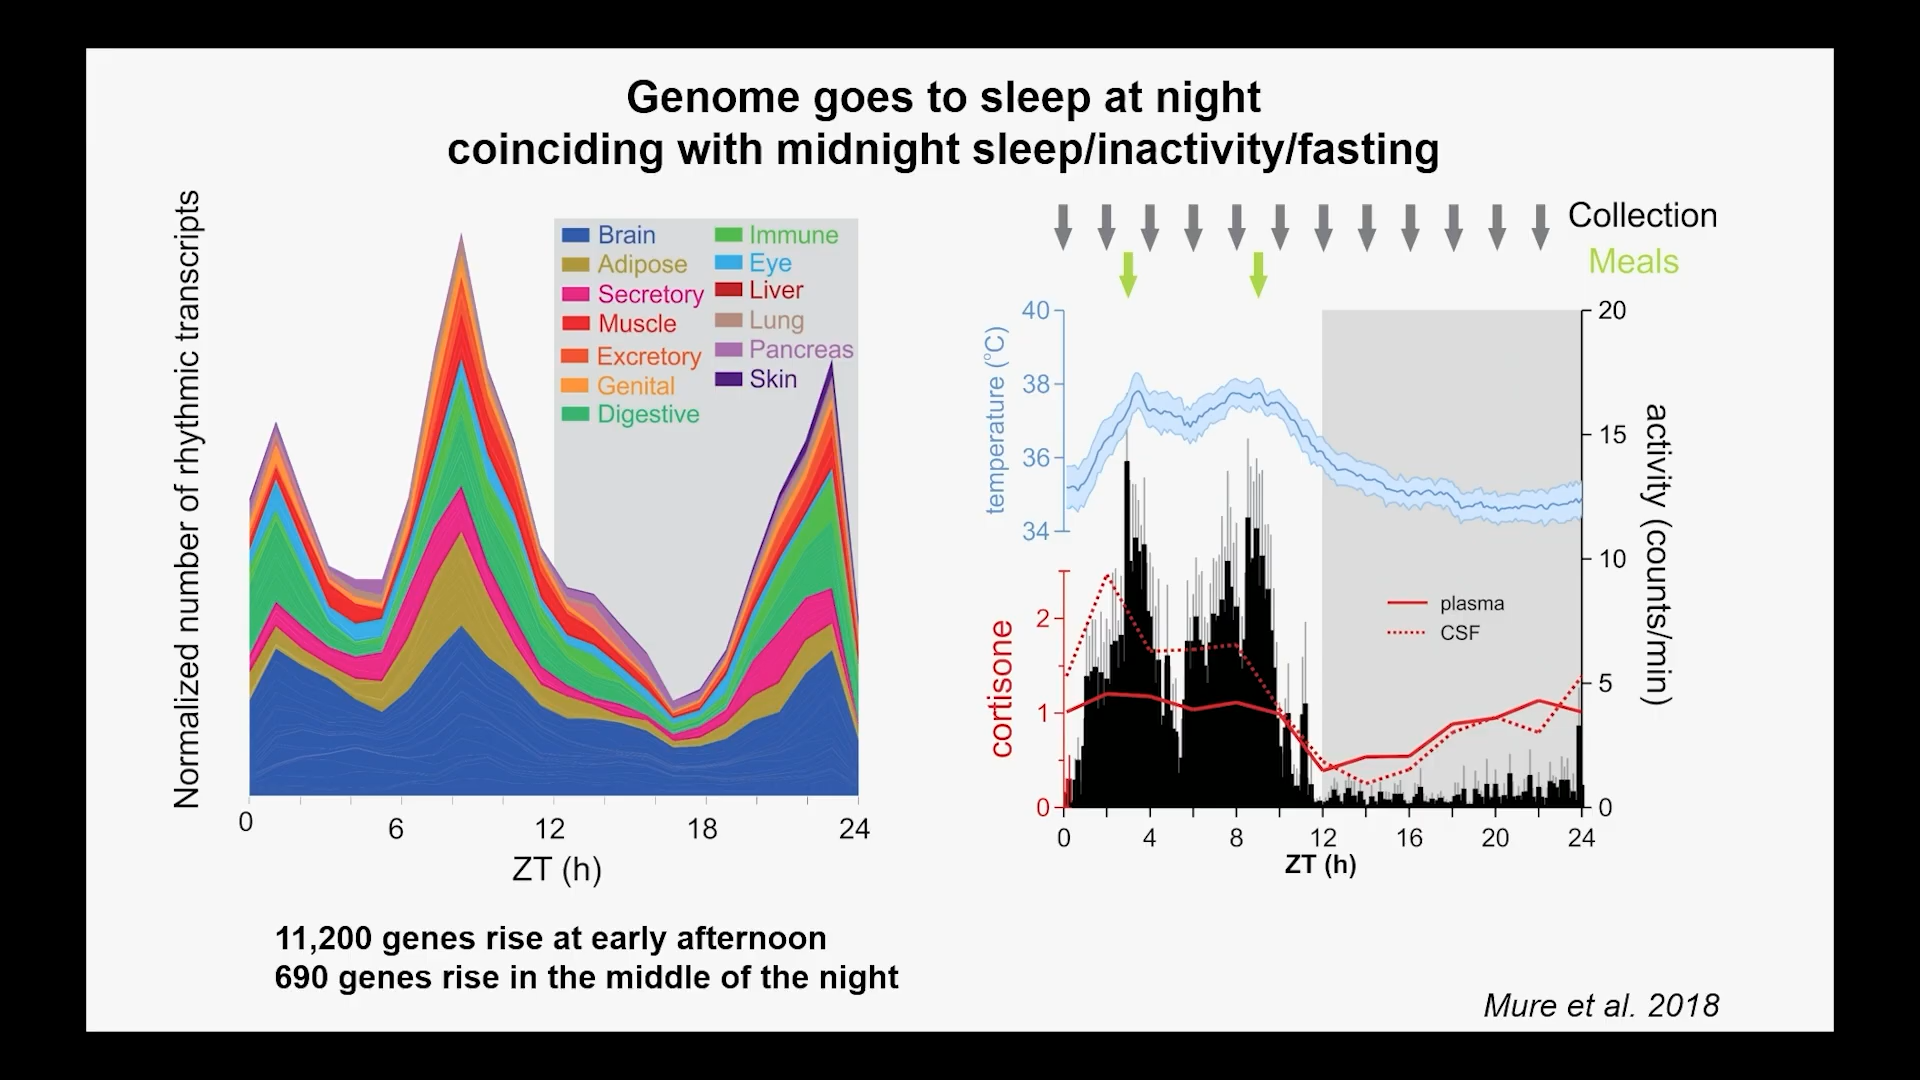 Genome goes to sleep at night
coinciding with midnight sleep/inactivity/fasting
Normalized number of rhythmic transcripts
Brain
Adipose
Secretory
Muscle
Excretory
Genital
Digestive
Immune
Eye
Liver
Lung
Pancreas
Skin
0 6 12 18 24
ZT (h)
11,200 genes rise at early afternoon
690 genes rise in the middle of the night
Collection
Meals
temperature (°C)
40
38
36
34
cortisone
2
1
0
activity (counts/min)
20
15
10
5
0
plasma
CSF
0 4 8 12 16 20 24
ZT (h)
Mure et al. 2018